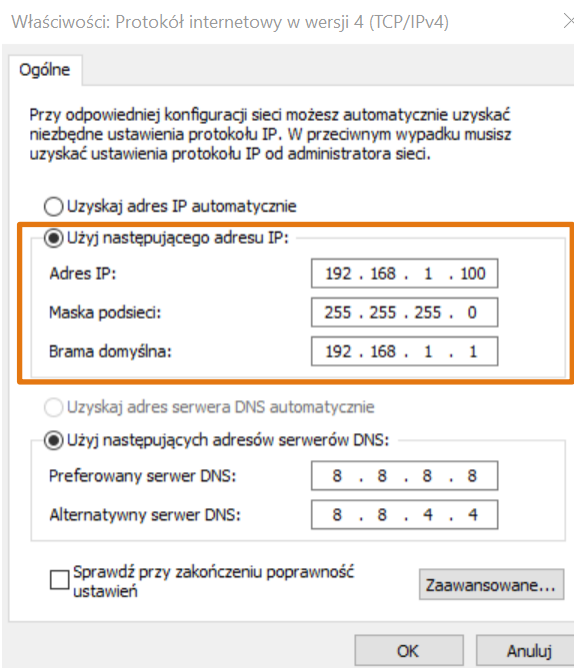 Właściwości: Protokół internetowy w wersji 4 (TCP/IPv4)
Ogólne
Przy odpowiedniej konfiguracji sieci możesz automatycznie uzyskać
niezbędne ustawienia protokołu IP. W przeciwnym wypadku musisz
uzyskać ustawienia protokołu IP od administratora sieci.
Uzyskaj adres IP automatycznie
Użyj następującego adresu IP:
Adres IP: 192 . 168 . 1 . 100
Maska podsieci: 255 . 255 . 255 . 0
Brama domyślna: 192 . 168 . 1 . 1
Uzyskaj adres serwera DNS automatycznie
Użyj następujących adresów serwerów DNS:
Preferowany serwer DNS: 8 . 8 . 8 . 8
Alternatywny serwer DNS: 8 . 8 . 4 . 4
Sprawdź przy zakończeniu poprawność
ustawień
Zaawansowane...
OK Anuluj